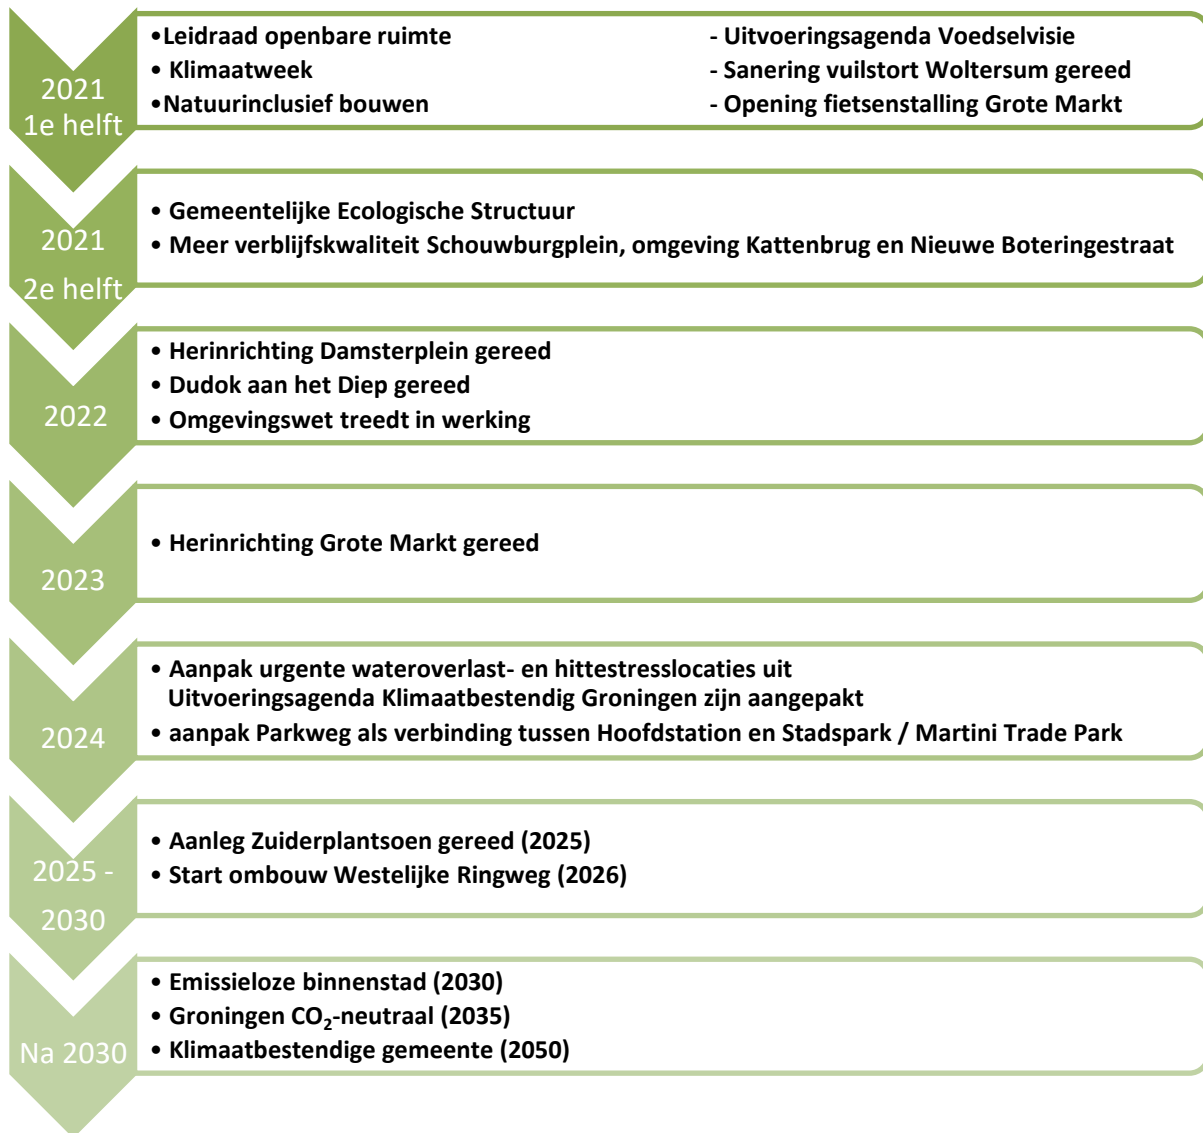 2021
1e helft
•Leidraad openbare ruimte
• Klimaatweek
•Natuurinclusief bouwen
- Uitvoeringsagenda Voedselvisie
- Sanering vuilstort Woltersum gereed
- Opening fietsenstalling Grote Markt
2021
2e helft
• Gemeentelijke Ecologische Structuur
• Meer verblijfskwaliteit Schouwburgplein, omgeving Kattenbrug en Nieuwe Boteringestraat
2022
• Herinrichting Damsterplein gereed
• Dudok aan het Diep gereed
• Omgevingswet treedt in werking
2023
• Herinrichting Grote Markt gereed
2024
• Aanpak urgente wateroverlast- en hittestresslocaties uit
Uitvoeringsagenda Klimaatbestendig Groningen zijn aangepakt
• aanpak Parkweg als verbinding tussen Hoofdstation en Stadspark / Martini Trade Park
2025 -
2030
• Aanleg Zuiderplantsoen gereed (2025)
• Start ombouw Westelijke Ringweg (2026)
Na 2030
• Emissieloze binnenstad (2030)
• Groningen CO₂-neutraal (2035)
• Klimaatbestendige gemeente (2050)